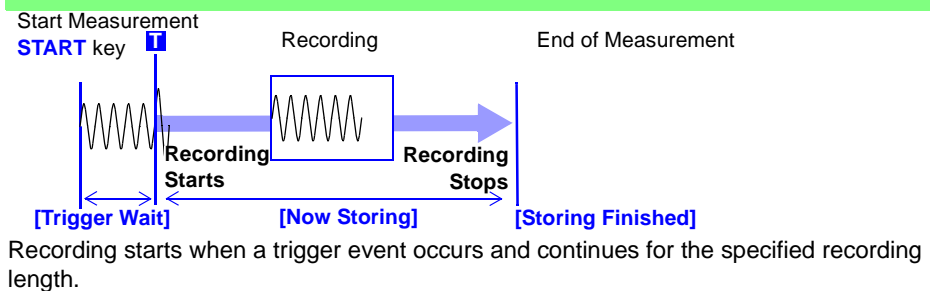 Start Measurement
START key
T
Recording
End of Measurement
Recording
Starts
Recording
Stops
[Trigger Wait]
[Now Storing]
[Storing Finished]
Recording starts when a trigger event occurs and continues for the specified recording
length.